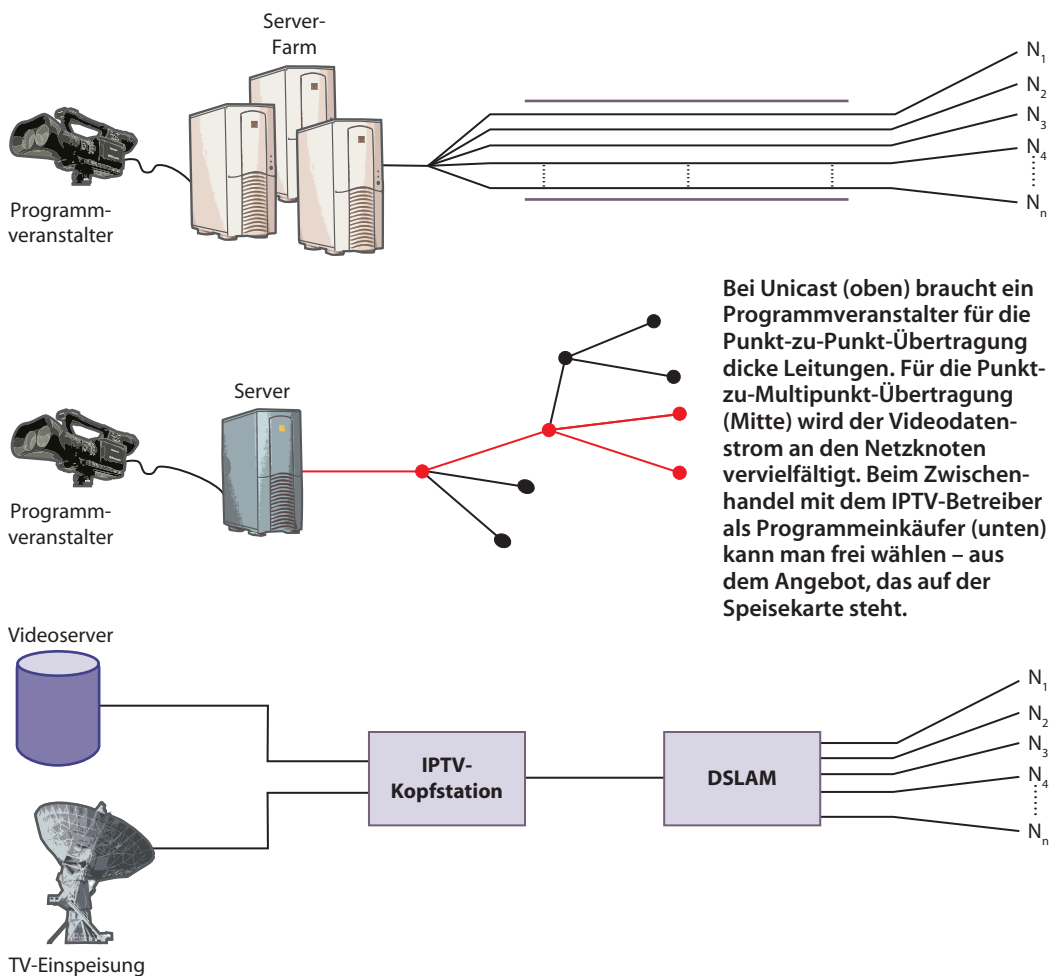 Server-
Farm
Programm-
veranstalter
N1
N2
N3
N4
Nn
Server
Programm-
veranstalter
Bei Unicast (oben) braucht ein
Programmveranstalter für die
Punkt-zu-Punkt-Übertragung
dicke Leitungen. Für die Punkt-
zu-Multipunkt-Übertragung
(Mitte) wird der Videodaten-
strom an den Netzknoten
vervielfältigt. Beim Zwischen-
handel mit dem IPTV-Betreiber
als Programmeinkäufer (unten)
kann man frei wählen – aus
dem Angebot, das auf der
Speisekarte steht.
Videoserver
TV-Einspeisung
IPTV-
Kopfstation
DSLAM
N1
N2
N3
N4
Nn